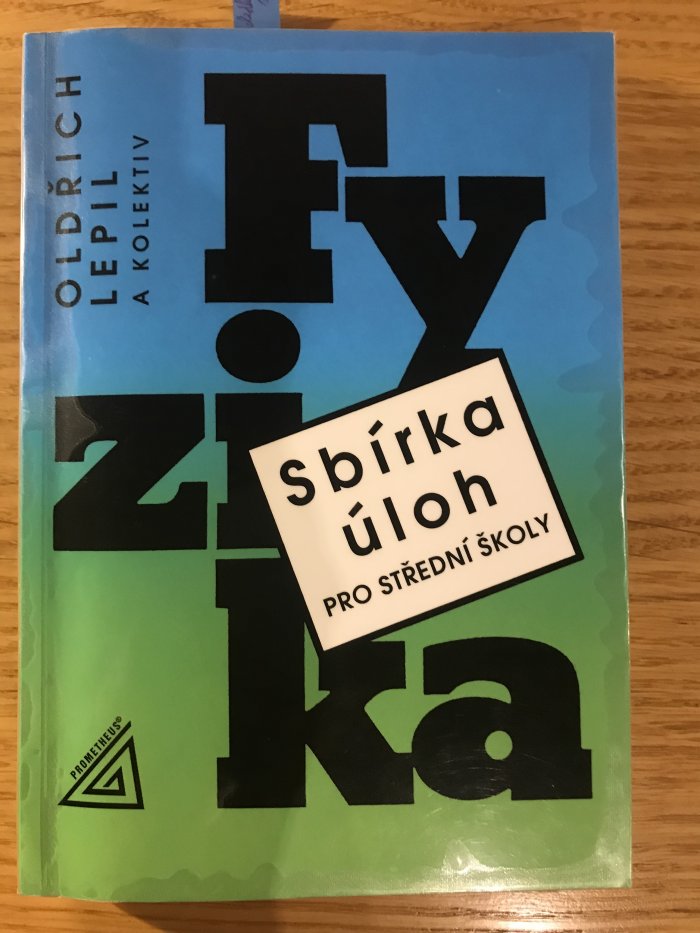 OLDŘICH
LEPIL
A KOLEKTIV
Fy
zi
ka
Sbírka
úloh
PRO STŘEDNÍ ŠKOLY
PROMETHEUS©